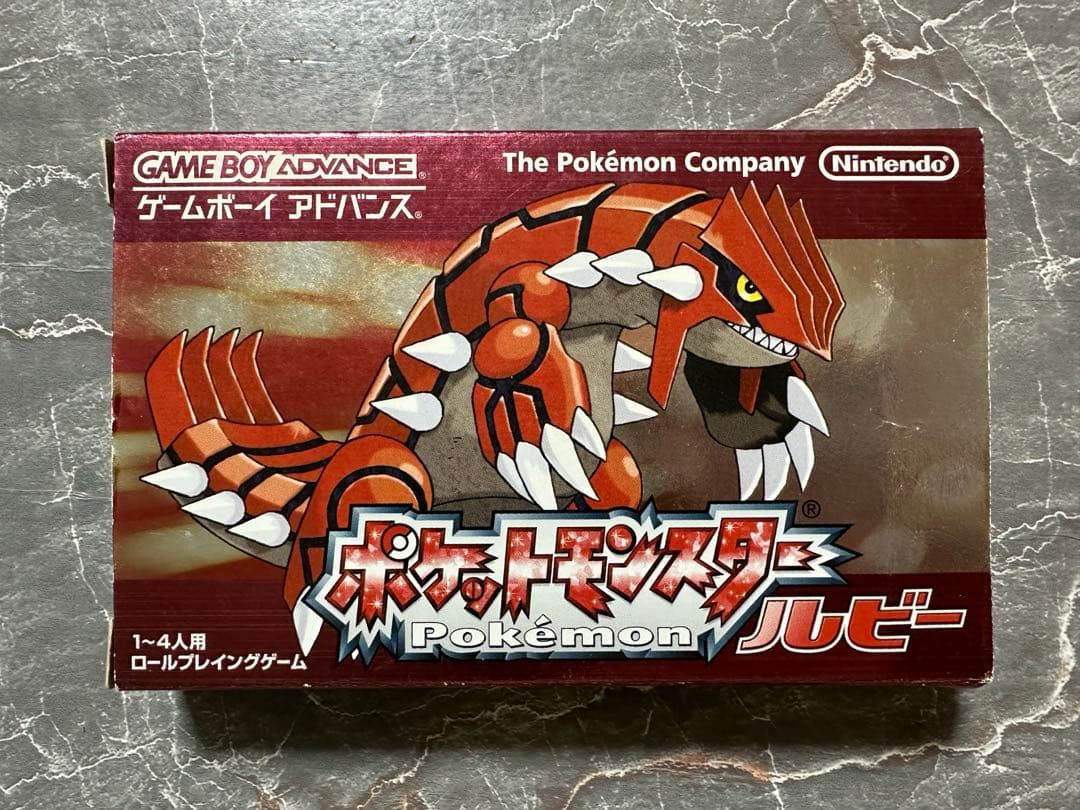 GAME BOY ADVANCE®
ゲームボーイ アドバンス®
The Pokémon Company
Nintendo®
ポケットモンスター®
Pokémon
ルビー
1~4人用
ロールプレイングゲーム